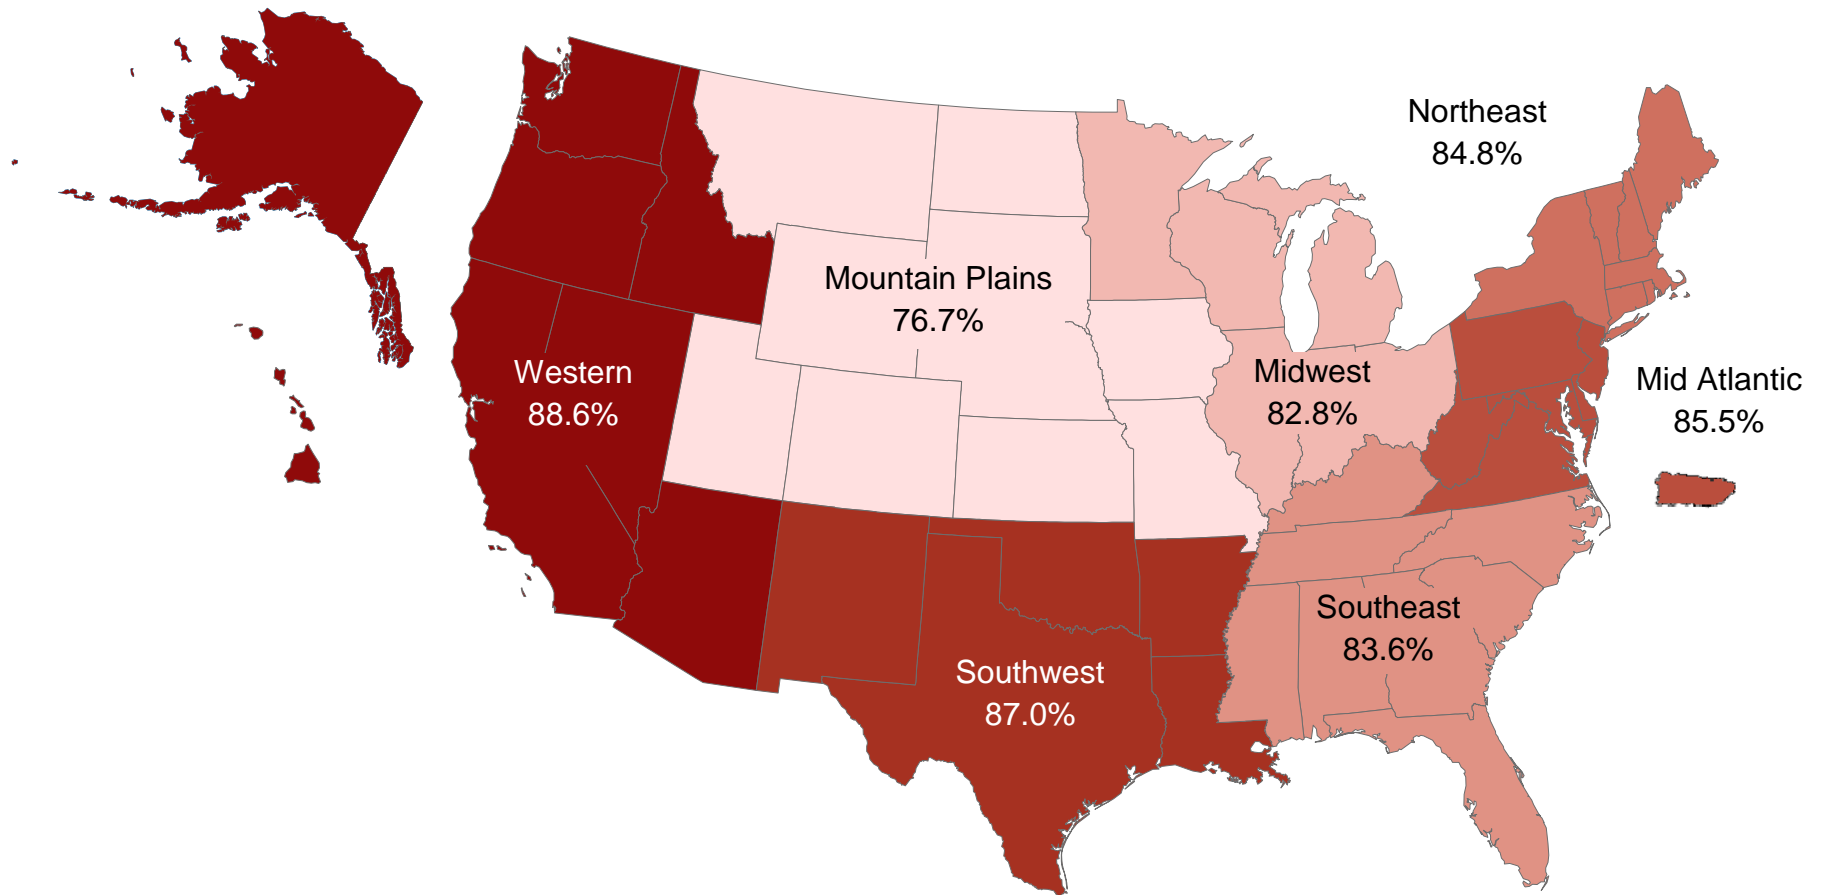 Northeast
84.8%
Mountain Plains
76.7%
Western
88.6%
Midwest
82.8%
Mid Atlantic
85.5%
Southeast
83.6%
Southwest
87.0%